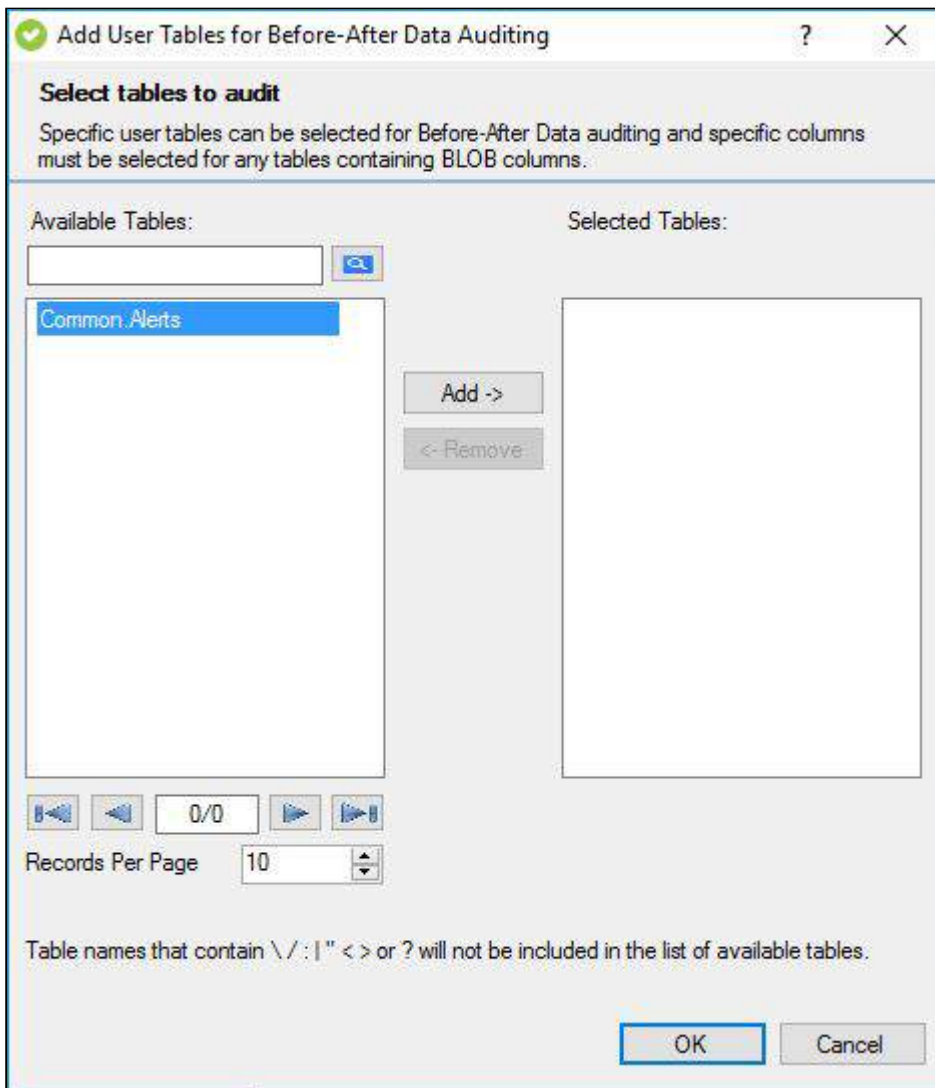 Add User Tables for Before-After Data Auditing
?
Select tables to audit
Specific user tables can be selected for Before-After Data auditing and specific columns
must be selected for any tables containing BLOB columns.
Available Tables:
Selected Tables:
Common.Alerts
Add ->
<- Remove
0/0
Records Per Page
10
Table names that contain \ / : | " < > or ? will not be included in the list of available tables.
OK
Cancel